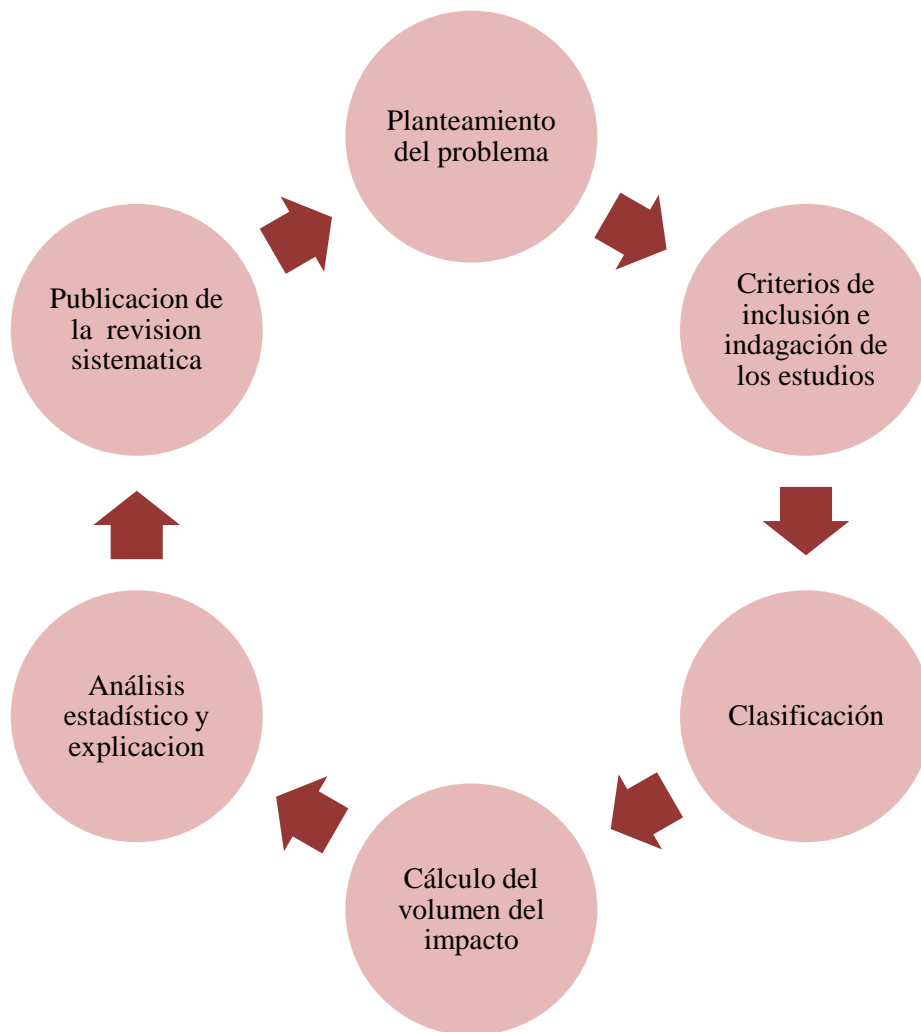 Planteamiento
del problema
Criterios de
inclusión e
indagación de
los estudios
Clasificación
Cálculo del
volumen del
impacto
Análisis
estadístico y
explicacion
Publicacion de
la revision
sistematica